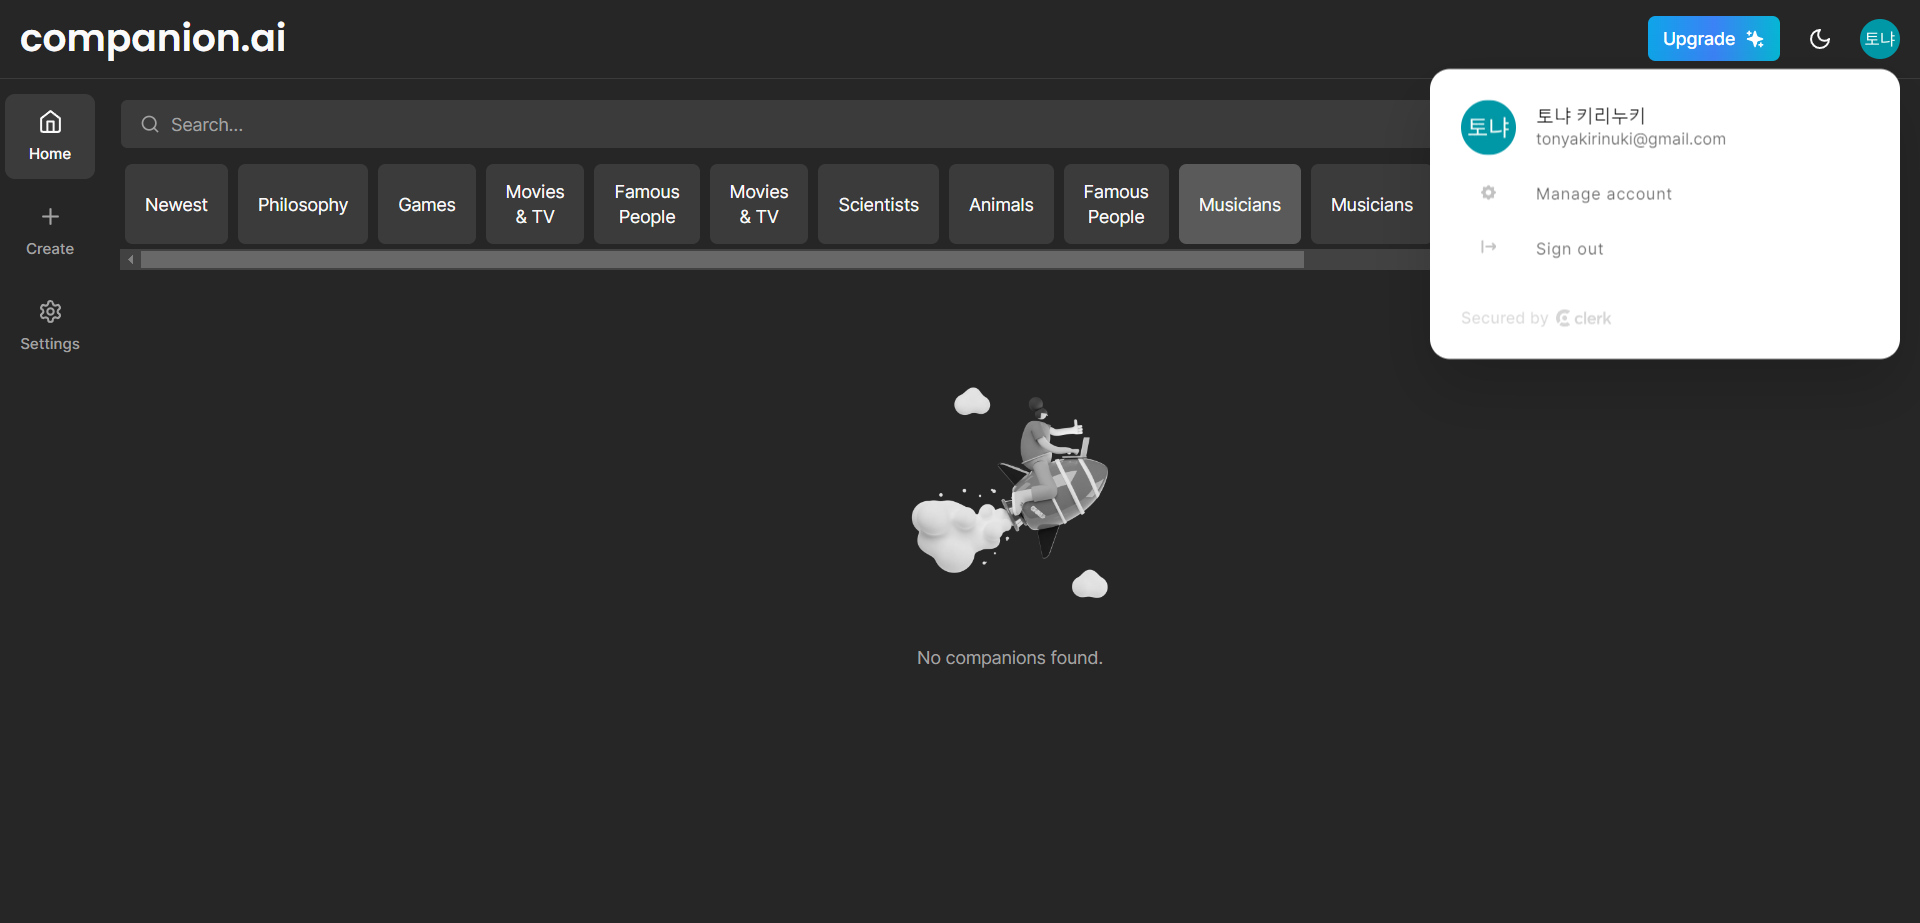 companion.ai
Upgrade
토냐
Home
Create
Settings
Search...
Newest
Philosophy
Games
Movies
& TV
Famous
People
Movies
& TV
Scientists
Animals
Famous
People
Musicians
Musicians
토냐
토냐 키리누키
tonyakirinuki@gmail.com
Manage account
Sign out
Secured by clerk
No companions found.